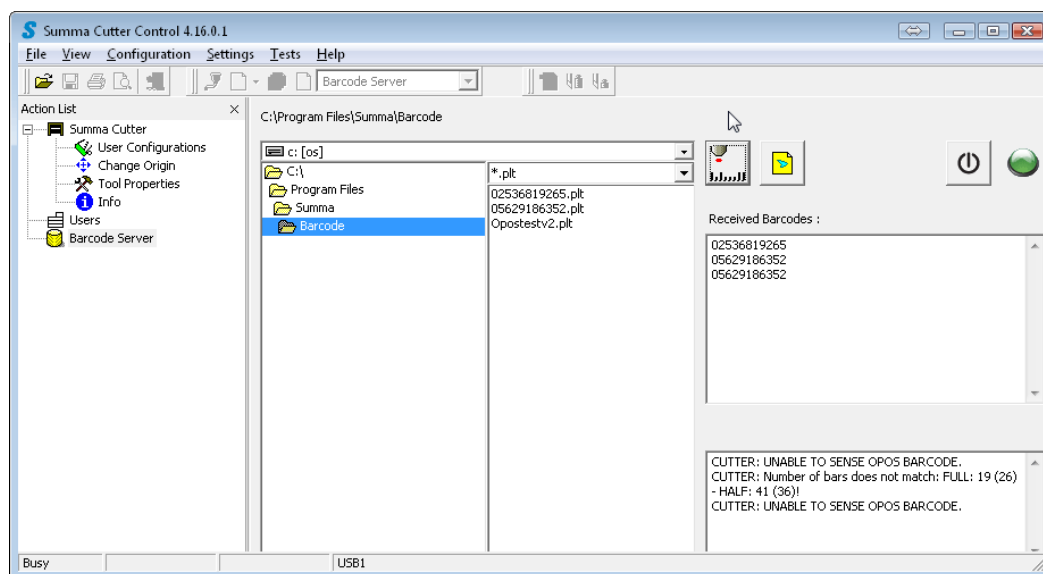 Summa Cutter Control 4.16.0.1
File View Configuration Settings Tests Help
Barcode Server
Action List
Summa Cutter
User Configurations
Change Origin
Tool Properties
Info
Users
Barcode Server
C:\Program Files\Summa\Barcode
c: [os]
C:\
Program Files
Summa
Barcode
*.plt
02536819265.plt
05629186352.plt
Opostestv2.plt
Received Barcodes :
02536819265
05629186352
05629186352
CUTTER: UNABLE TO SENSE OPOS BARCODE.
CUTTER: Number of bars does not match: FULL: 19 (26)
- HALF: 41 (36)!
CUTTER: UNABLE TO SENSE OPOS BARCODE.
Busy
USB1